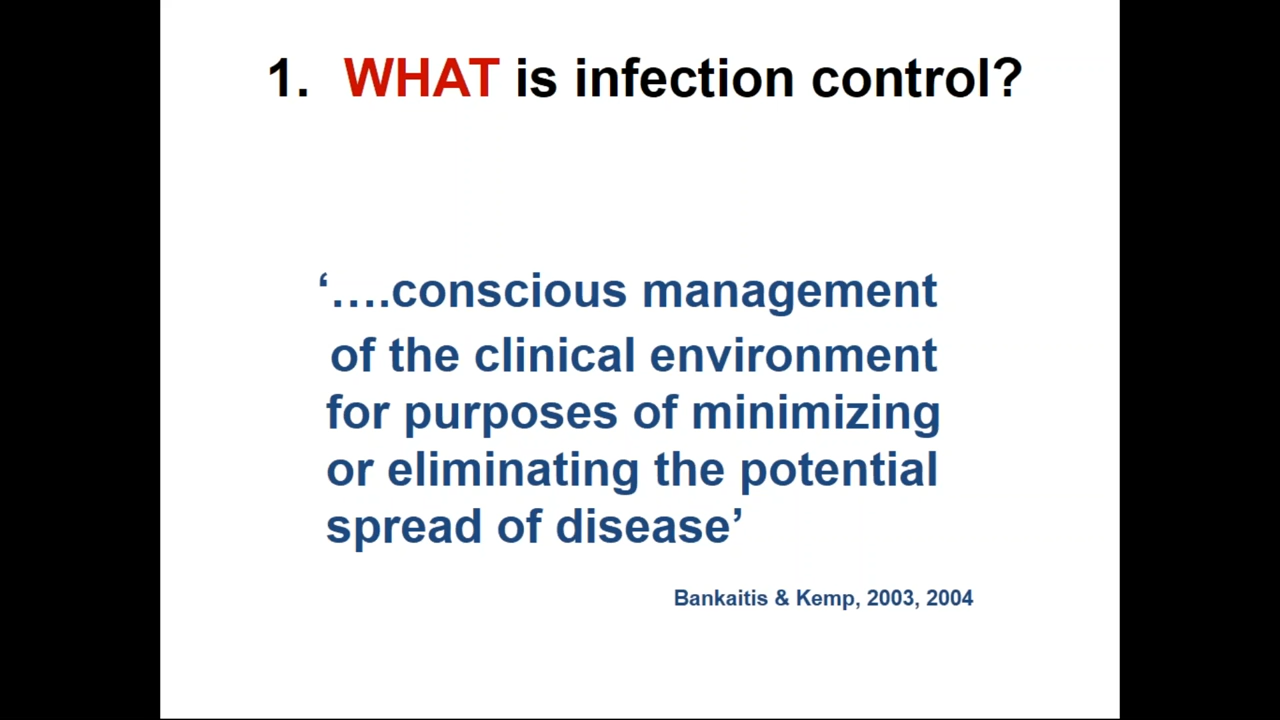 1. WHAT is infection control?
‘….conscious management
of the clinical environment
for purposes of minimizing
or eliminating the potential
spread of disease’
Bankaitis & Kemp, 2003, 2004